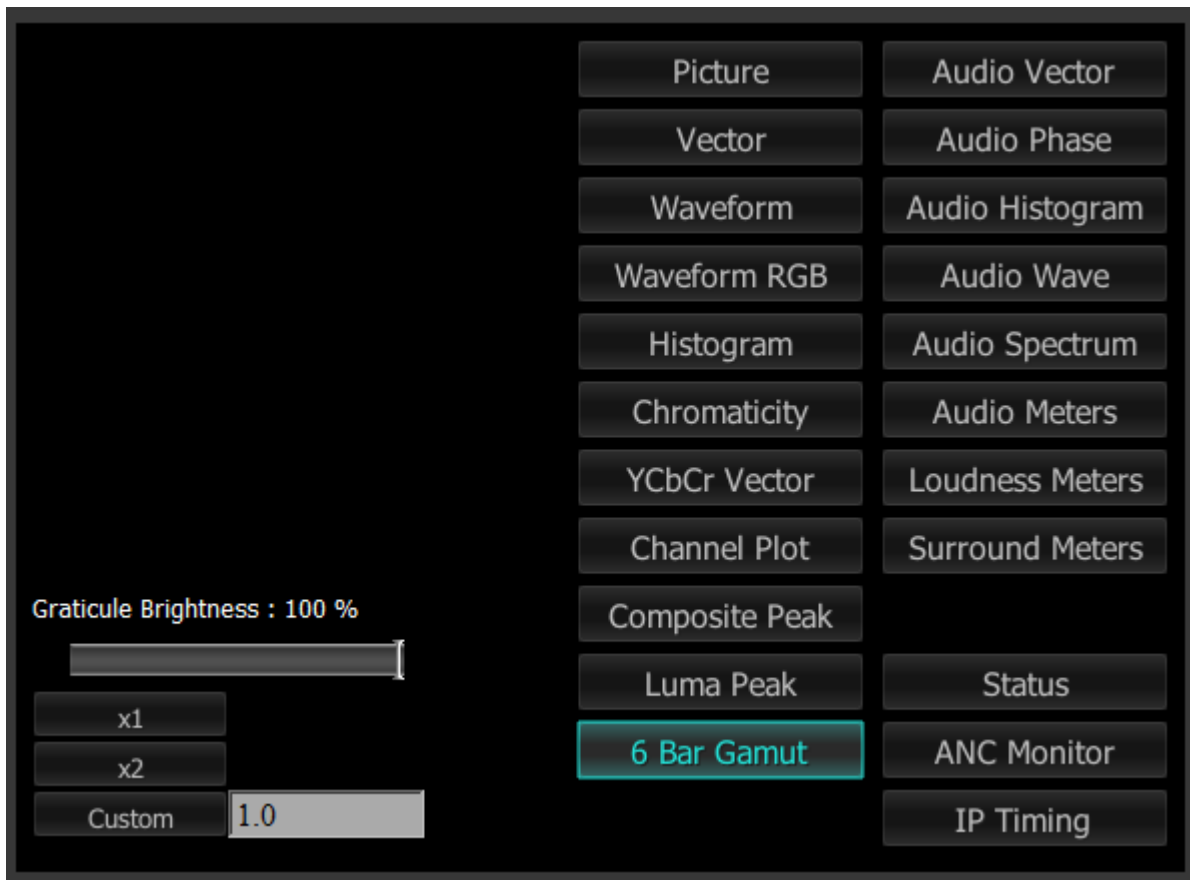 Picture
Audio Vector
Vector
Audio Phase
Waveform
Audio Histogram
Waveform RGB
Audio Wave
Histogram
Audio Spectrum
Chromaticity
Audio Meters
YCbCr Vector
Loudness Meters
Channel Plot
Surround Meters
Graticule Brightness : 100 %
Composite Peak
Luma Peak
Status
x1
6 Bar Gamut
ANC Monitor
x2
Custom
1.0
IP Timing